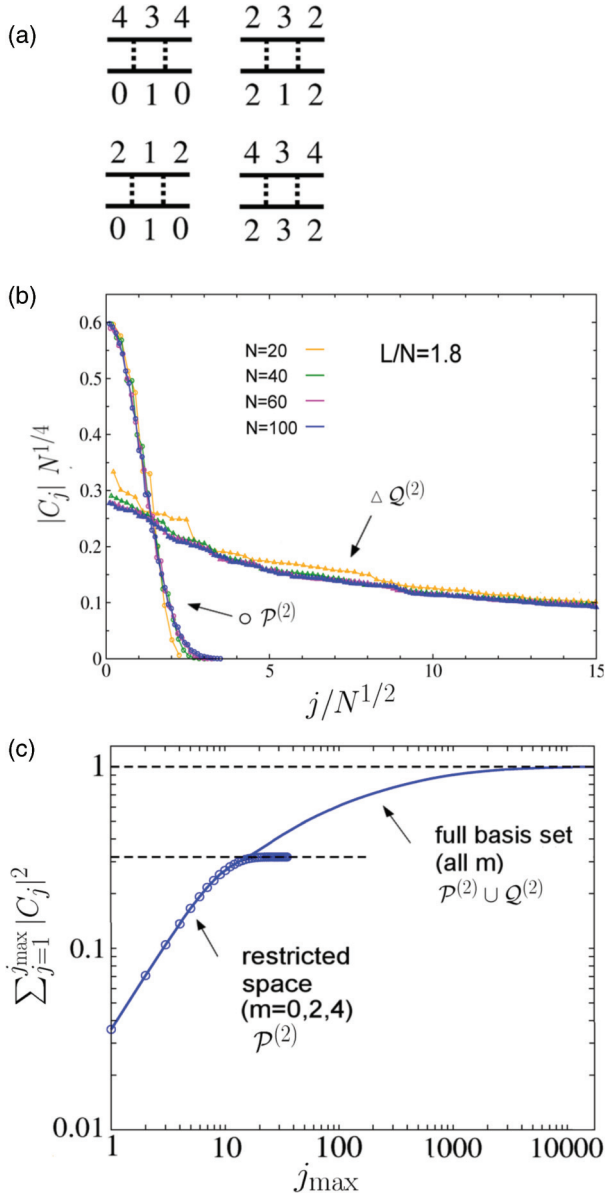 (a)
4 3 4
0 1 0
2 3 2
2 1 2
2 1 2
0 1 0
4 3 4
2 3 2
(b)
|C_j| N^{1/4}
0.6
0.5
0.4
0.3
0.2
0.1
0
N=20
N=40
N=60
N=100
L/N=1.8
△ 𝒬^{(2)}
○ 𝒫^{(2)}
0 5 10 15
j/N^{1/2}
(c)
∑_{j=1}^{j_max} |C_j|^2
1
0.1
0.01
full basis set
(all m)
𝒫^{(2)} ∪ 𝒬^{(2)}
restricted
space
(m=0,2,4)
𝒫^{(2)}
1 10 100 1000 10000
j_max